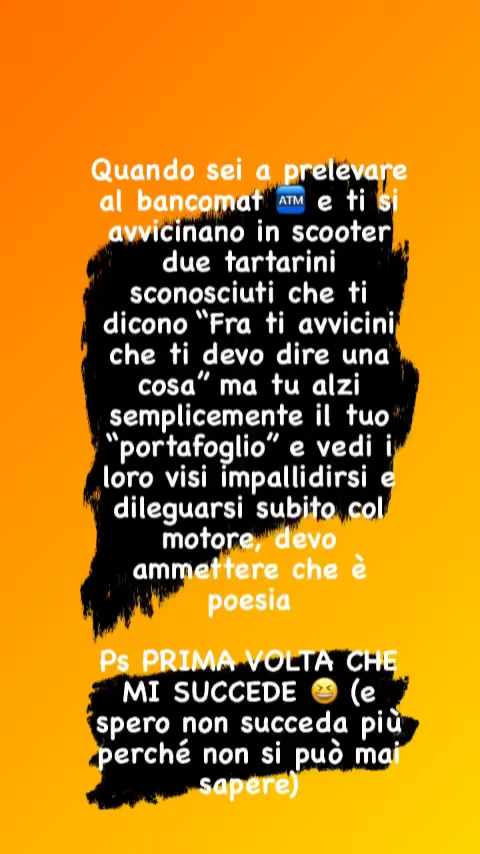 Quando sei a prelevare
al bancomat 🏧 e ti si
avvicinano in scooter
due tartarini
sconosciuti che ti
dicono “Fra ti avvicini
che ti devo dire una
cosa” ma tu alzi
semplicemente il tuo
“portafoglio” e vedi i
loro visi impallidirsi e
dileguarsi subito col
motore, devo
ammettere che è
poesia
Ps PRIMA VOLTA CHE
MI SUCCEDE 😆 (e
spero non succeda più
perché non si può mai
sapere)